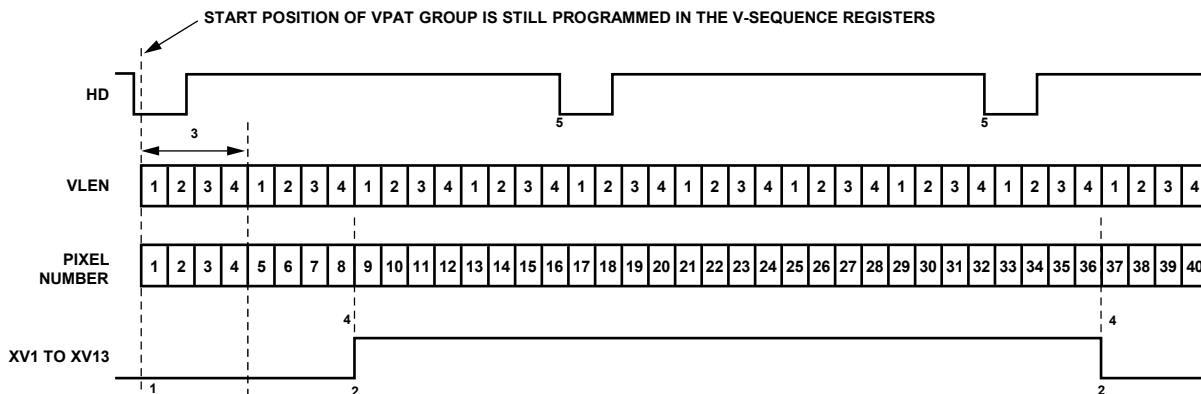 START POSITION OF VPAT GROUP IS STILL PROGRAMMED IN THE V-SEQUENCE REGISTERS
HD
5
5
3
VLEN
1 2 3 4 1 2 3 4 1 2 3 4 1 2 3 4 1 2 3 4 1 2 3 4 1 2 3 4 1 2 3 4 1 2 3 4 1 2 3 4
PIXEL
NUMBER
1 2 3 4 5 6 7 8 9 10 11 12 13 14 15 16 17 18 19 20 21 22 23 24 25 26 27 28 29 30 31 32 33 34 35 36 37 38 39 40
4
4
XV1 TO XV13
1
2
2